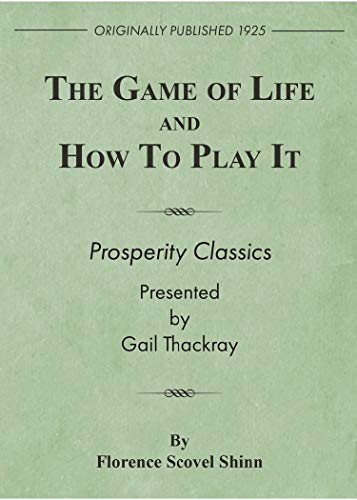 ORIGINALLY PUBLISHED 1925
THE GAME OF LIFE
AND
HOW TO PLAY IT
Prosperity Classics
Presented
by
Gail Thackray
By
Florence Scovel Shinn